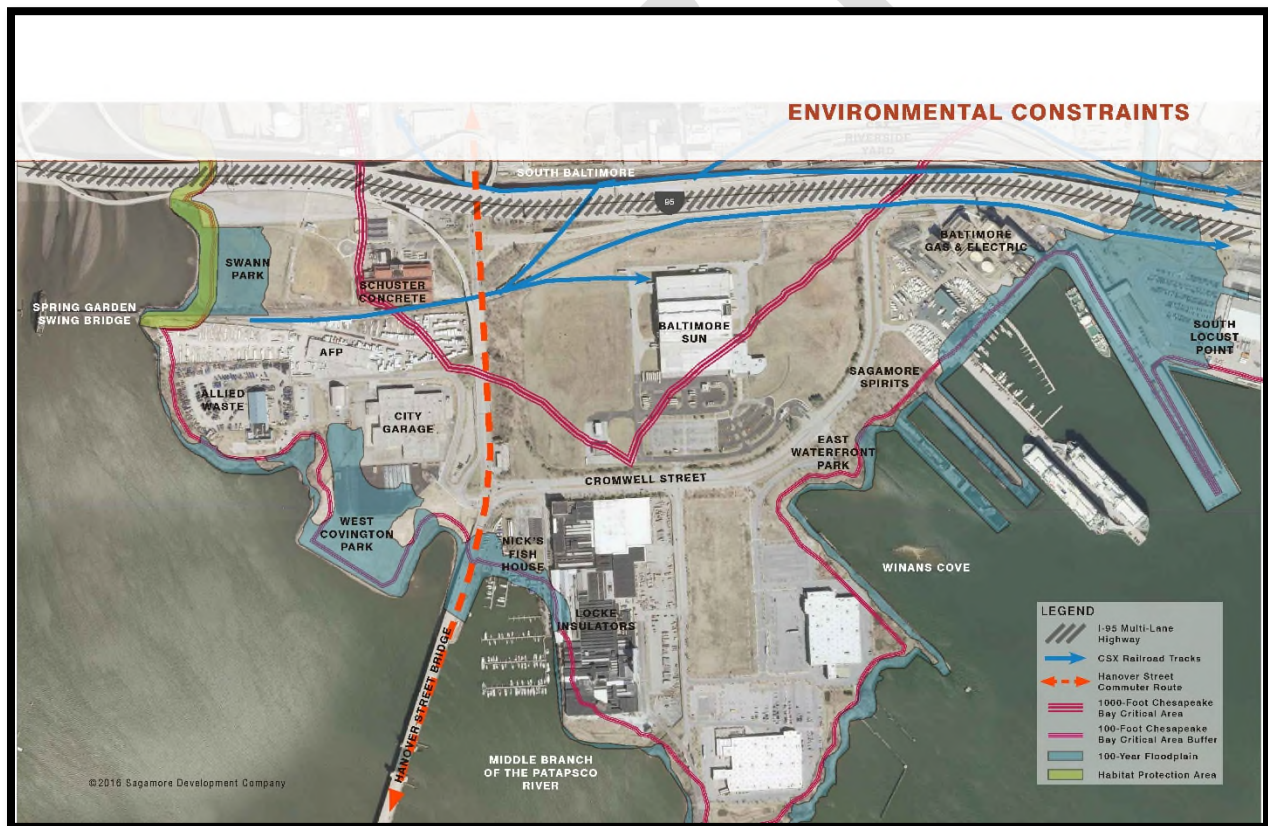 ENVIRONMENTAL CONSTRAINTS
RIVERSIDE
YARD
SOUTH BALTIMORE
95
BALTIMORE
GAS & ELECTRIC
SWANN
PARK
SCHUSTER
CONCRETE
SPRING GARDEN
SWING BRIDGE
BALTIMORE
SUN
SOUTH
LOCUST
POINT
AFP
SAGAMORE
SPIRITS
ALLIED
WASTE
CITY
GARAGE
EAST
WATERFRONT
PARK
CROMWELL STREET
WEST
COVINGTON
PARK
NICK'S
FISH
HOUSE
WINANS COVE
LOCKE
INSULATORS
HANOVER STREET BRIDGE
MIDDLE BRANCH
OF THE PATAPSCO
RIVER
LEGEND
I-95 Multi-Lane
Highway
CSX Railroad Tracks
Hanover Street
Commuter Route
1000-Foot Chesapeake
Bay Critical Area
100-Foot Chesapeake
Bay Critical Area Buffer
100-Year Floodplain
Habitat Protection Area
©2016 Sagamore Development Company